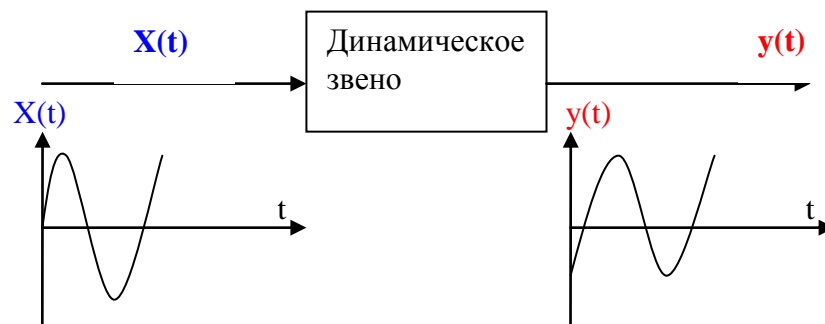 X(t)
Динамическое
звено
y(t)
X(t)
t
y(t)
t